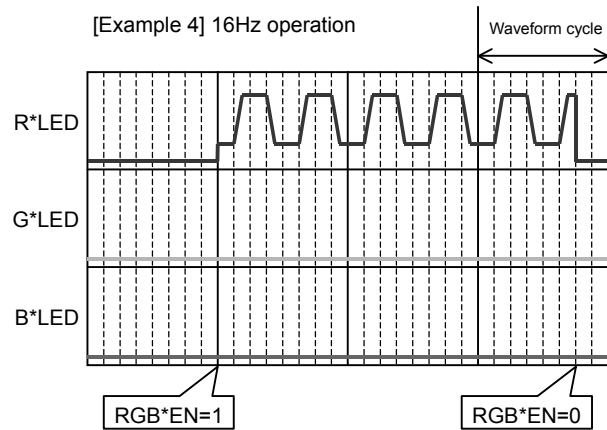 [Example 4] 16Hz operation
Waveform cycle
R*LED
G*LED
B*LED
RGB*EN=1
RGB*EN=0